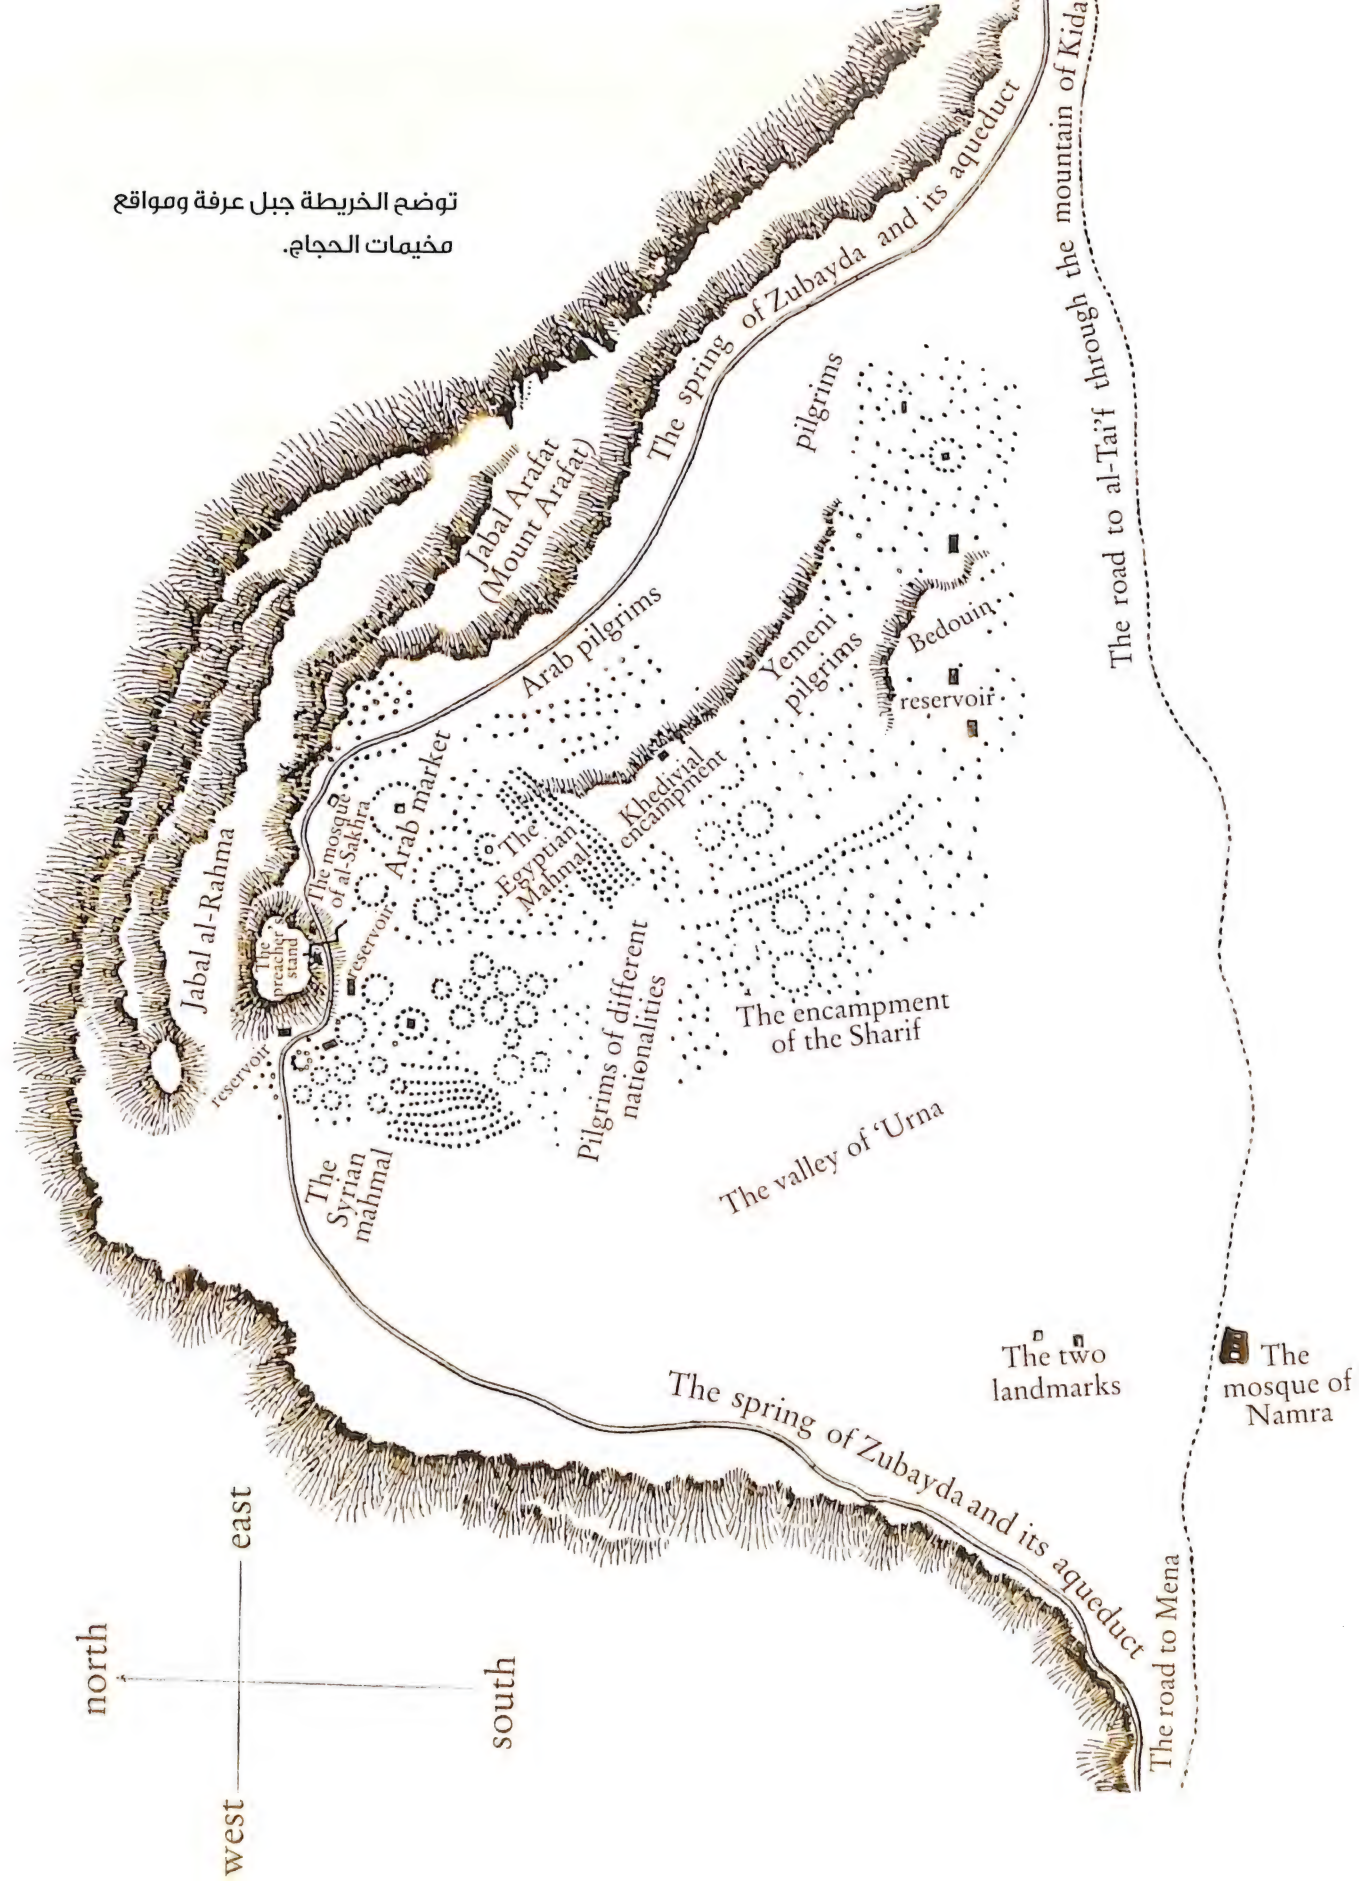 توضح الخريطة جبل عرفة ومواقع
مخيمات الحجاج.
The road to al-Tai'f through the mountain of Kida
The spring of Zubayda and its aqueduct
pilgrims
Jabal Arafat
(Mount Arafat)
Arab pilgrims
Yemeni
pilgrims
Bedouin
reservoir
Khedivial
encampment
Arab market
The
Egyptian
Mahmal
The mosque
of al-Sakhra
Jabal al-Rahma
The
preacher's
stand
reservoir
reservoir
Pilgrims of different
nationalities
The encampment
of the Sharif
The
Syrian
mahmal
The valley of ‘Urna
The two
landmarks
The
mosque of
Namra
The spring of Zubayda and its aqueduct
The road to Mena
east
north
south
west